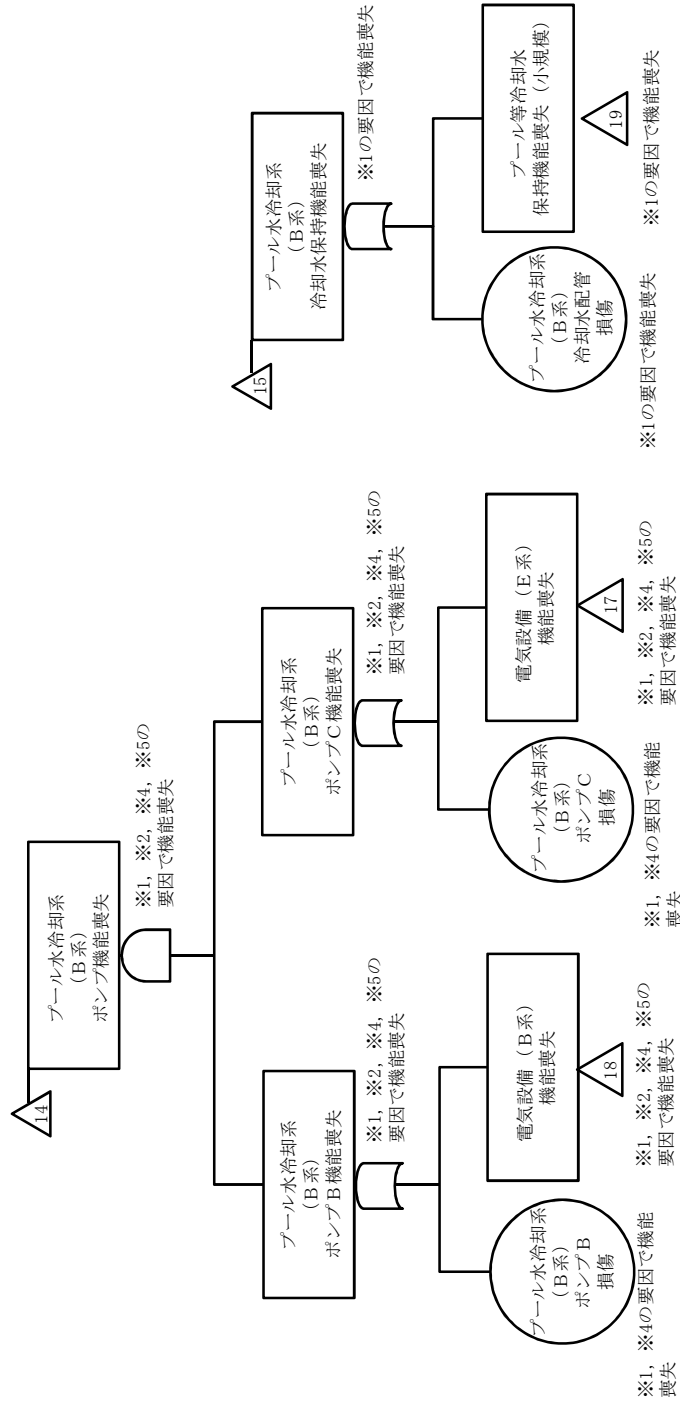 14
プール水冷却系
（Ｂ系）
ポンプ機能喪失
※1，※2，※4，※5の
要因で機能喪失
プール水冷却系
（Ｂ系）
ポンプＢ機能喪失
※1，※2，※4，※5の
要因で機能喪失
プール水冷却系
（Ｂ系）
ポンプＢ
損傷
※1，※4の要因で機能
喪失
電気設備（Ｂ系）
機能喪失
18
※1，※2，※4，※5の
要因で機能喪失
プール水冷却系
（Ｂ系）
ポンプＣ機能喪失
※1，※2，※4，※5の
要因で機能喪失
プール水冷却系
（Ｂ系）
ポンプＣ
損傷
※1，※4の要因で機能
喪失
電気設備（Ｅ系）
機能喪失
17
※1，※2，※4，※5の
要因で機能喪失
15
プール水冷却系
（Ｂ系）
冷却水保持機能喪失
※1の要因で機能喪失
プール水冷却系
（Ｂ系）
冷却水配管
損傷
※1の要因で機能喪失
プール等冷却水
保持機能喪失（小規模）
19
※1の要因で機能喪失